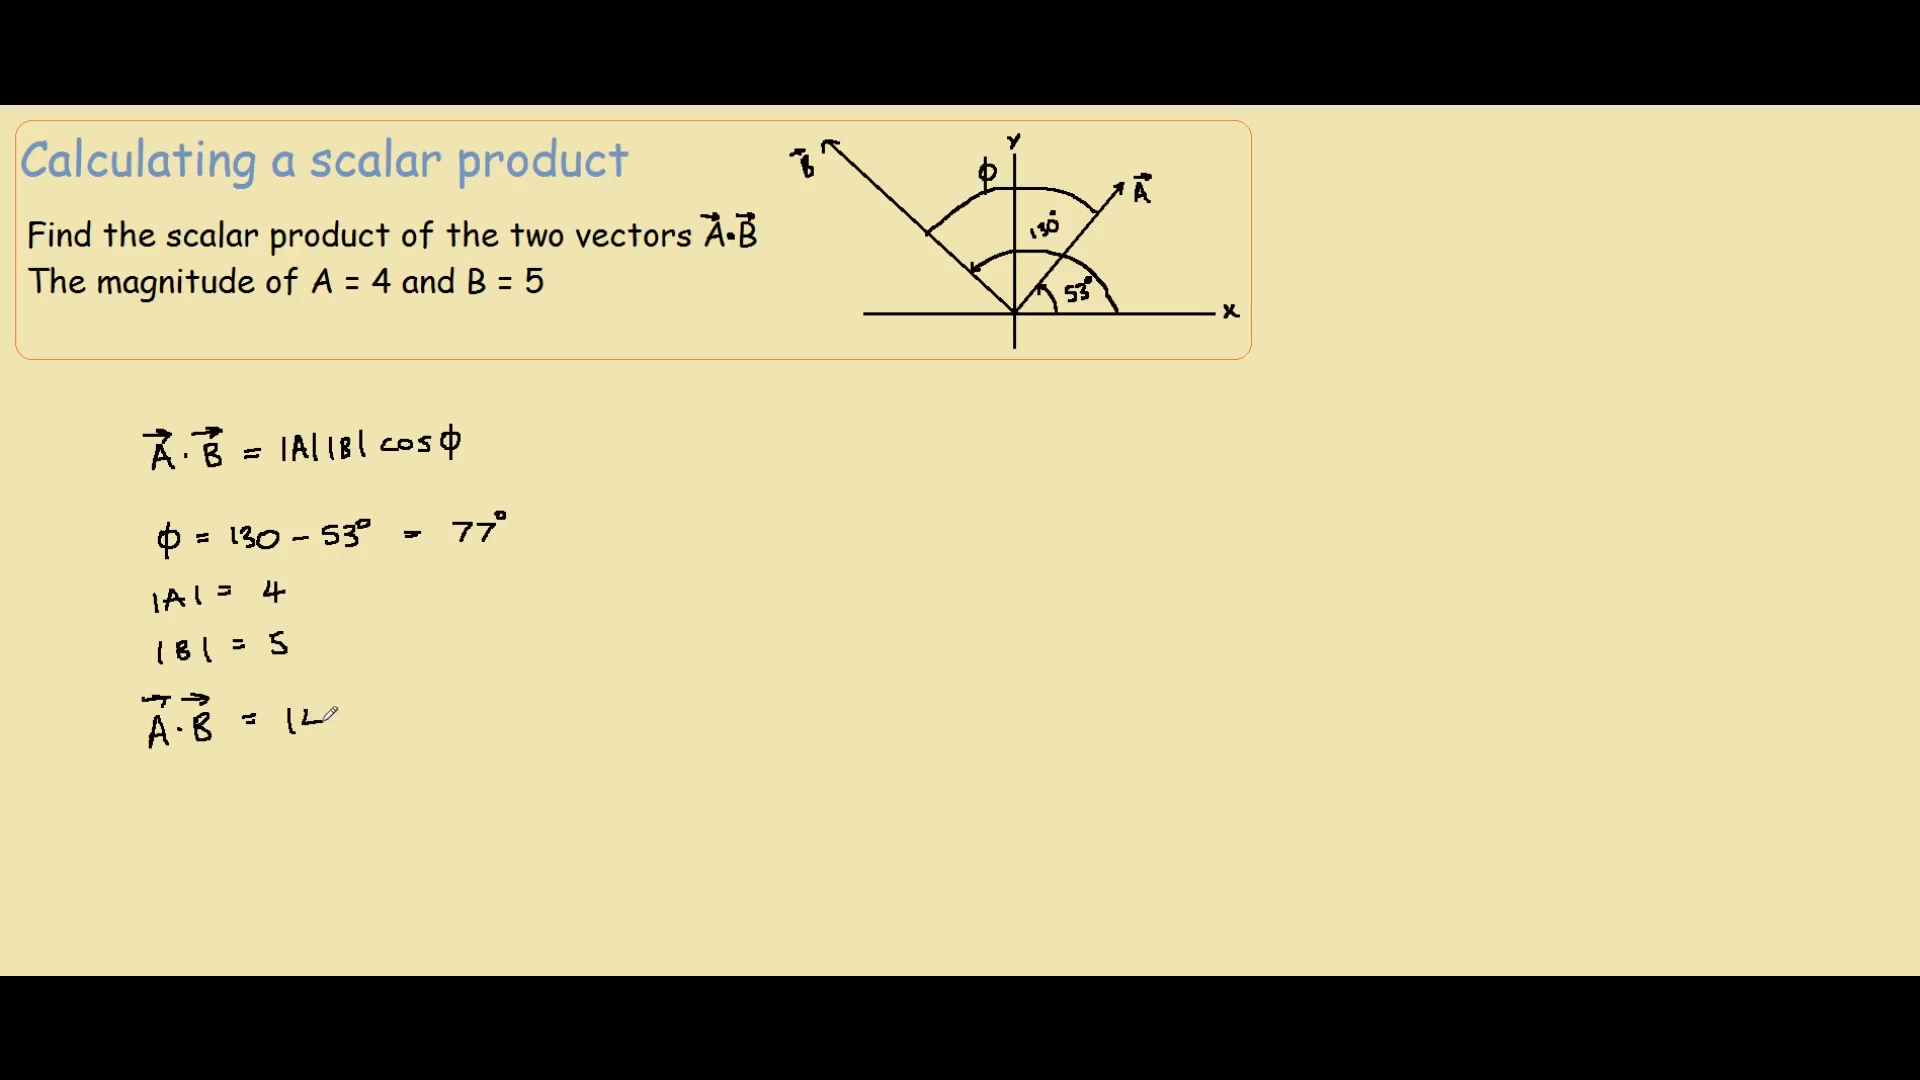 Calculating a scalar product
Find the scalar product of the two vectors A⃗•B⃗
The magnitude of A = 4 and B = 5
B⃗
ϕ
Y
A⃗
130°
53°
X
A⃗ · B⃗ = |A||B| cos ϕ
ϕ = 130 – 53° = 77°
|A| = 4
|B| = 5
A⃗ · B⃗ =